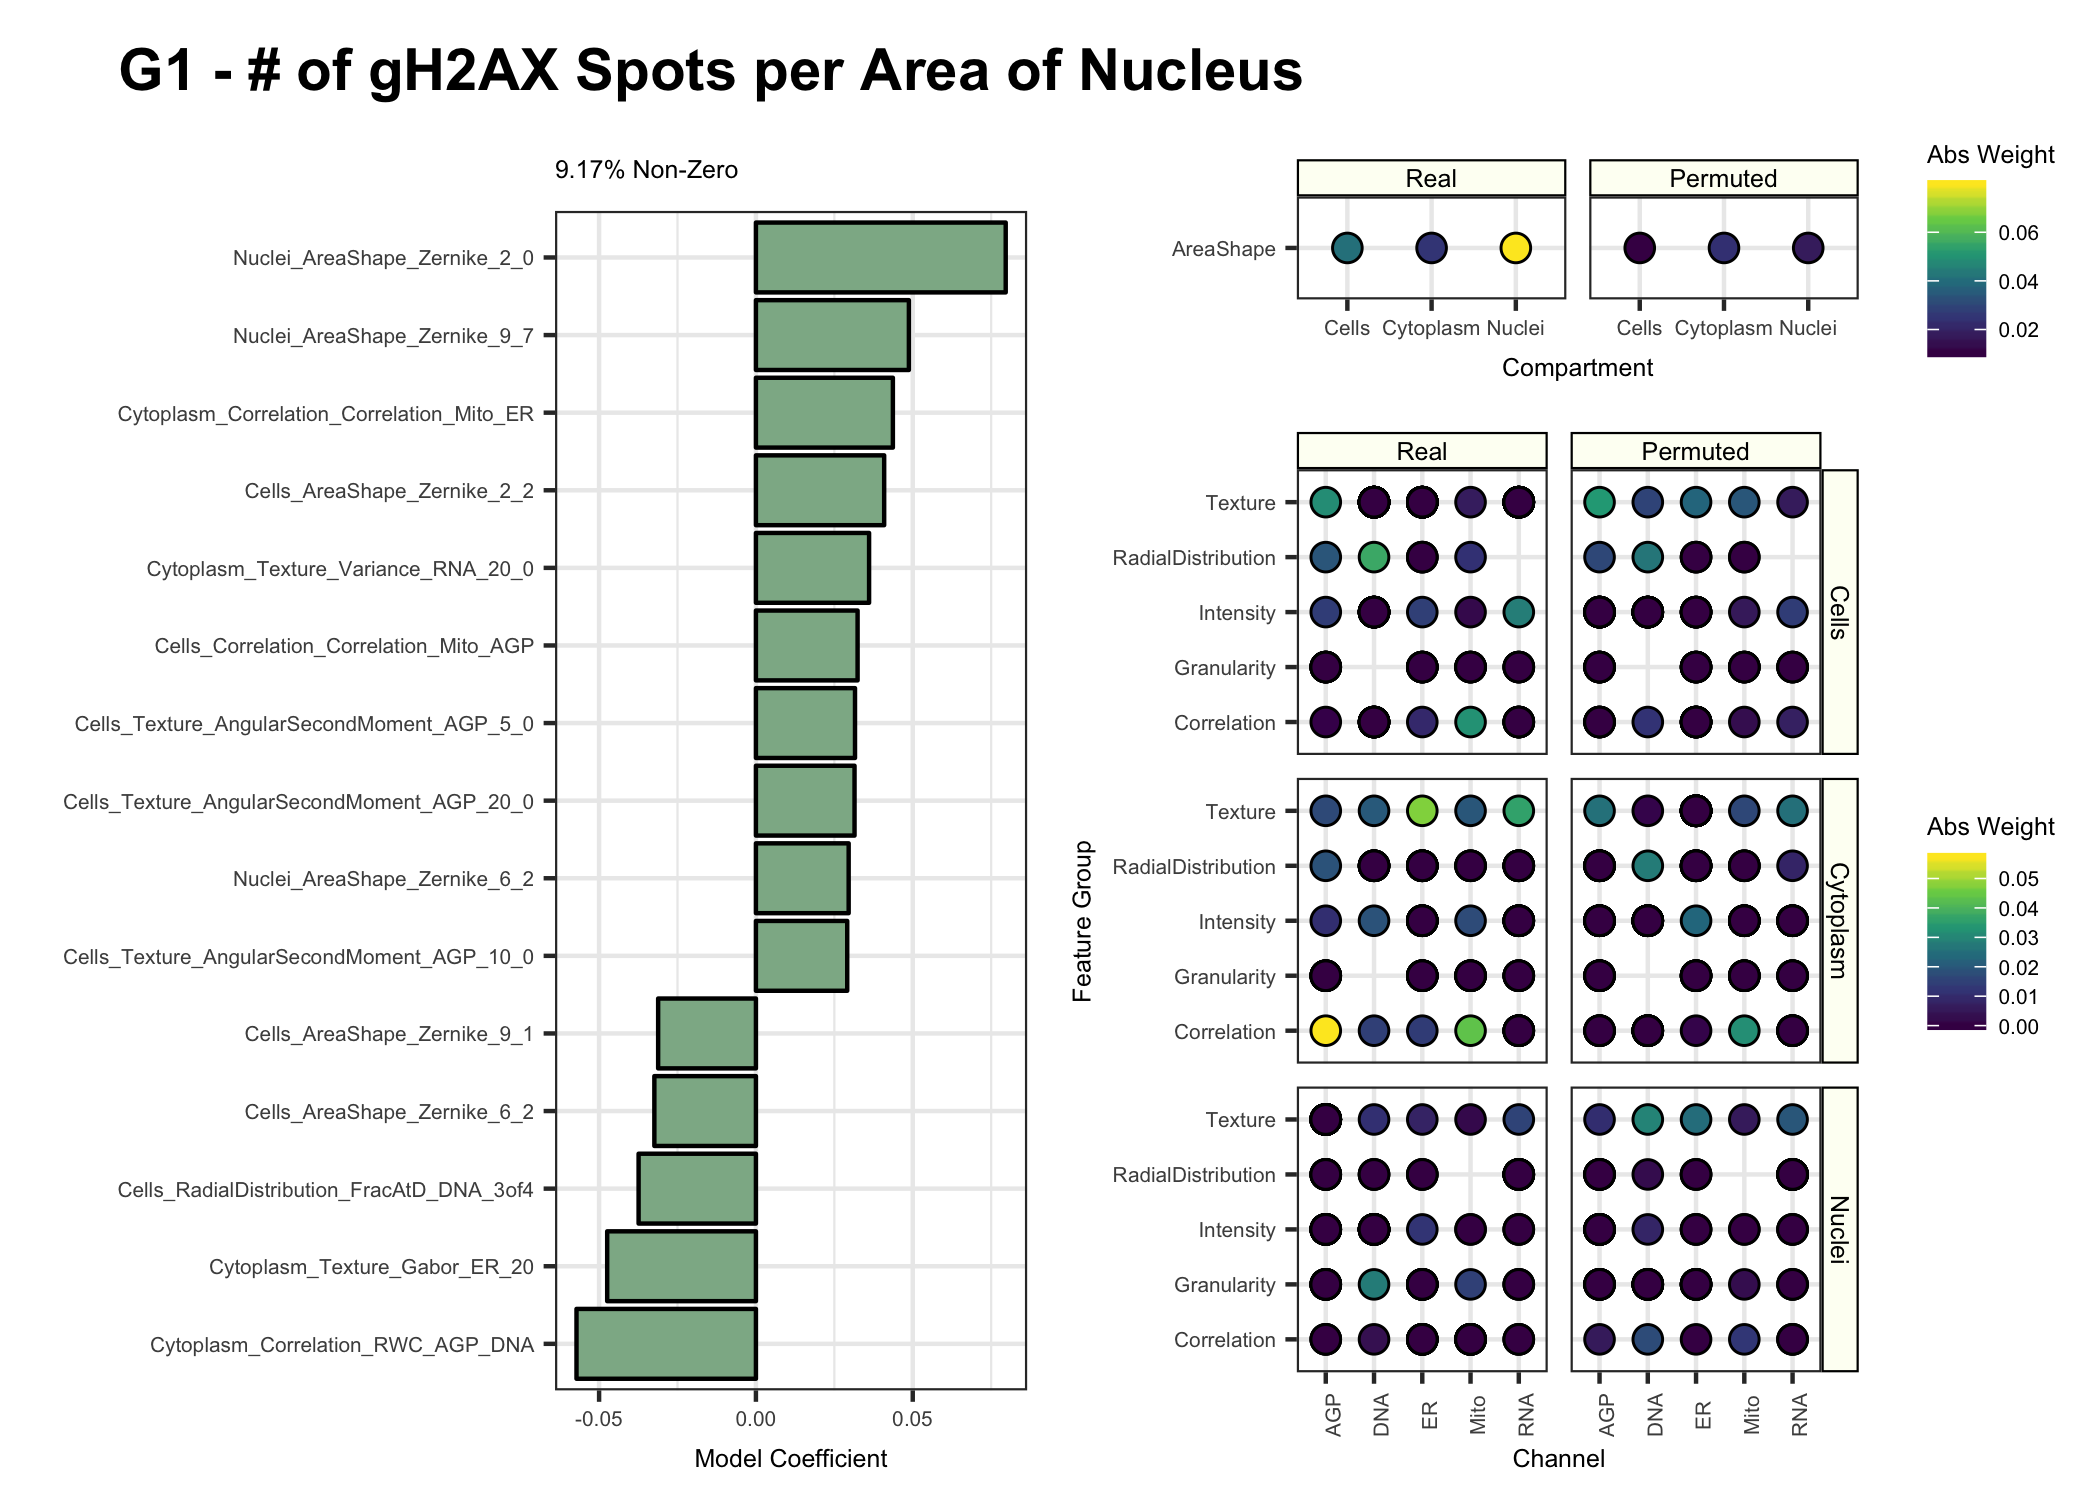 G1 - # of gH2AX Spots per Area of Nucleus
9.17% Non-Zero
Nuclei_AreaShape_Zernike_2_0
Nuclei_AreaShape_Zernike_9_7
Cytoplasm_Correlation_Correlation_Mito_ER
Cells_AreaShape_Zernike_2_2
Cytoplasm_Texture_Variance_RNA_20_0
Cells_Correlation_Correlation_Mito_AGP
Cells_Texture_AngularSecondMoment_AGP_5_0
Cells_Texture_AngularSecondMoment_AGP_20_0
Nuclei_AreaShape_Zernike_6_2
Cells_Texture_AngularSecondMoment_AGP_10_0
Cells_AreaShape_Zernike_9_1
Cells_AreaShape_Zernike_6_2
Cells_RadialDistribution_FracAtD_DNA_3of4
Cytoplasm_Texture_Gabor_ER_20
Cytoplasm_Correlation_RWC_AGP_DNA
-0.05 0.00 0.05
Model Coefficient
Real Permuted
AreaShape
Cells Cytoplasm Nuclei Cells Cytoplasm Nuclei
Compartment
Abs Weight
0.06
0.04
0.02
Real Permuted
Feature Group
Texture
RadialDistribution
Intensity
Granularity
Correlation
Cells
Texture
RadialDistribution
Intensity
Granularity
Correlation
Cytoplasm
Texture
RadialDistribution
Intensity
Granularity
Correlation
Nuclei
AGP DNA ER Mito RNA AGP DNA ER Mito RNA
Channel
Abs Weight
0.05
0.04
0.03
0.02
0.01
0.00